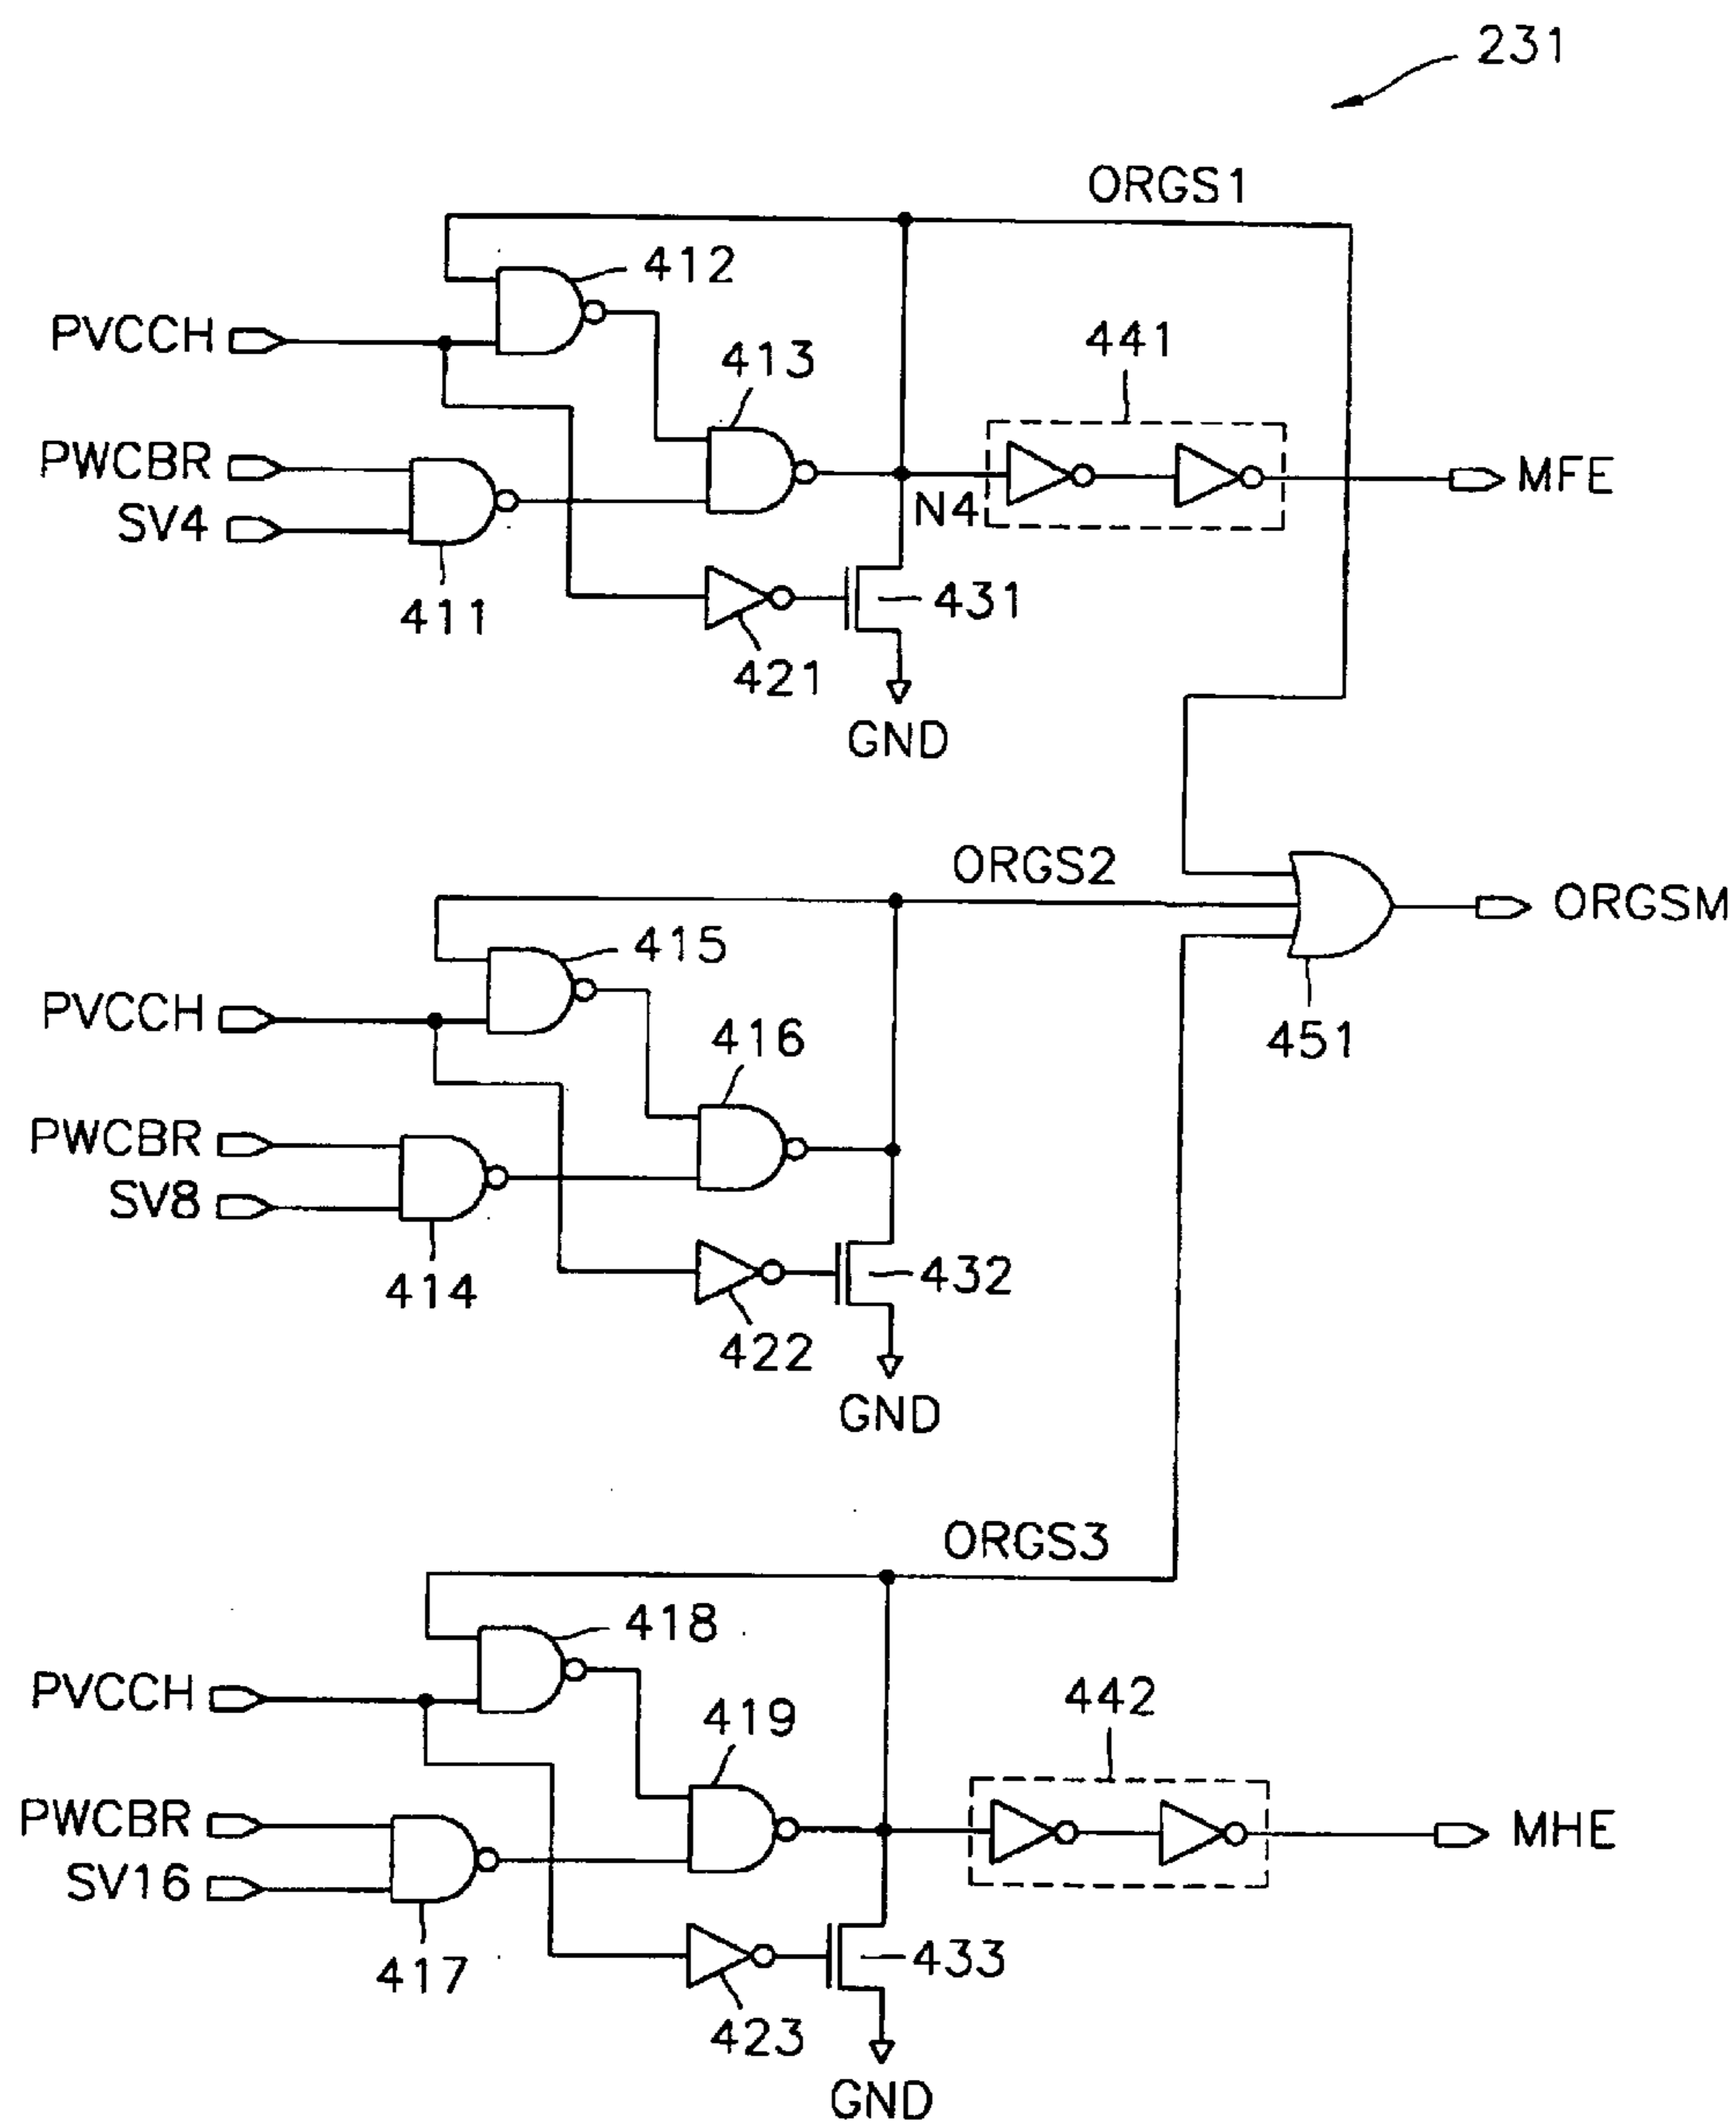 231
ORGS1
412
PVCCH
413
441
PWCBR
N4
MFE
SV4
411
421
431
GND
ORGS2
ORGSM
415
PVCCH
416
451
PWCBR
SV8
414
422
432
GND
ORGS3
418
PVCCH
419
442
PWCBR
MHE
SV16
417
423
433
GND